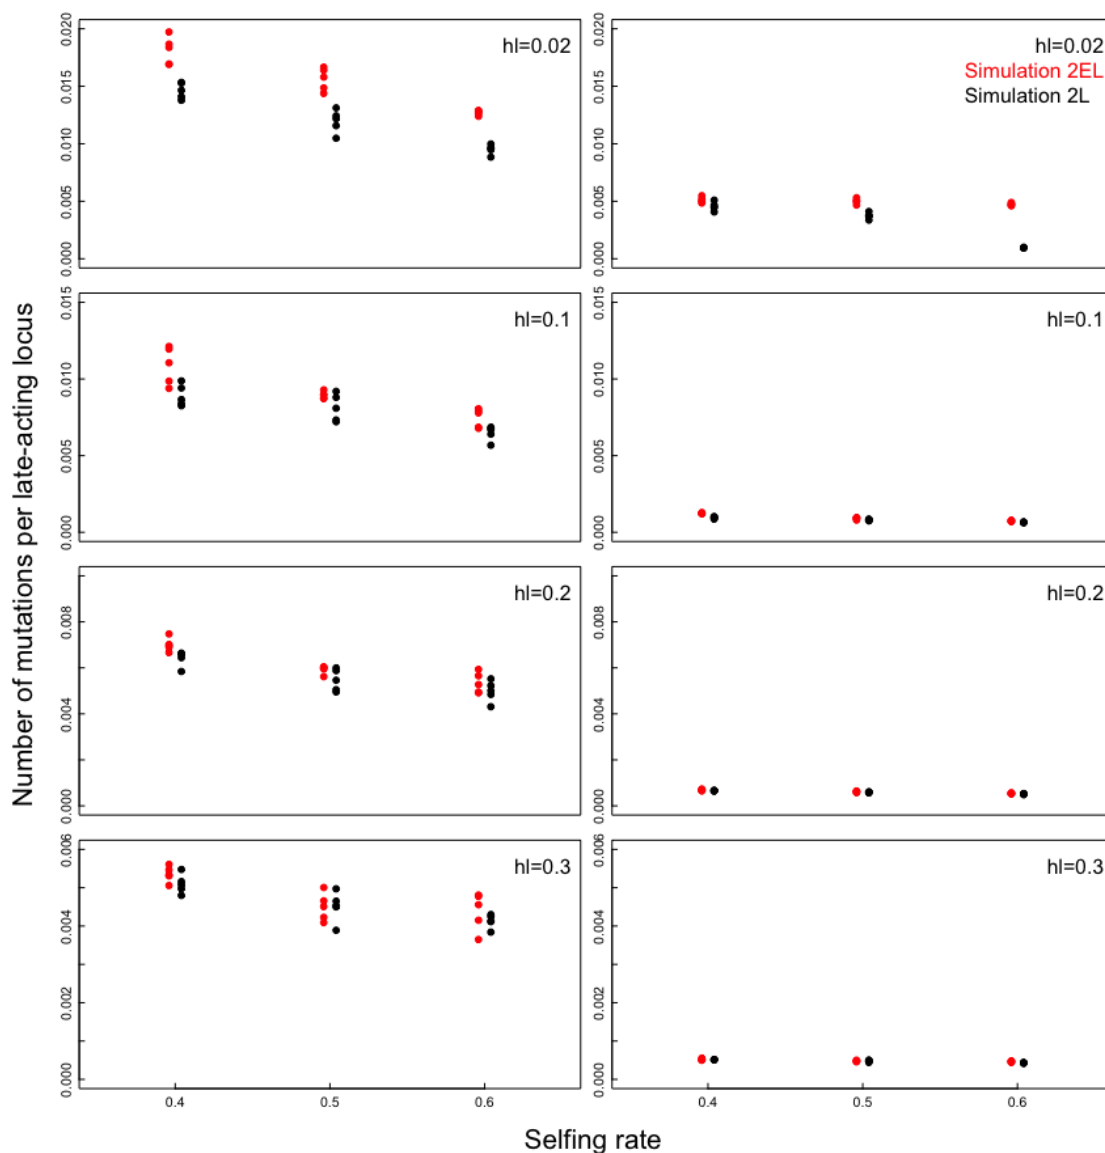 0.000 0.005 0.010 0.015 0.020
hl=0.02
0.000 0.005 0.010 0.015 0.020
hl=0.02
Simulation 2EL
Simulation 2L
0.000 0.005 0.010 0.015
hl=0.1
0.000 0.005 0.010 0.015
hl=0.1
Number of mutations per late-acting locus
0.000 0.004 0.008
hl=0.2
0.000 0.004 0.008
hl=0.2
0.000 0.002 0.004 0.006
hl=0.3
0.000 0.002 0.004 0.006
hl=0.3
0.4 0.5 0.6
0.4 0.5 0.6
Selfing rate